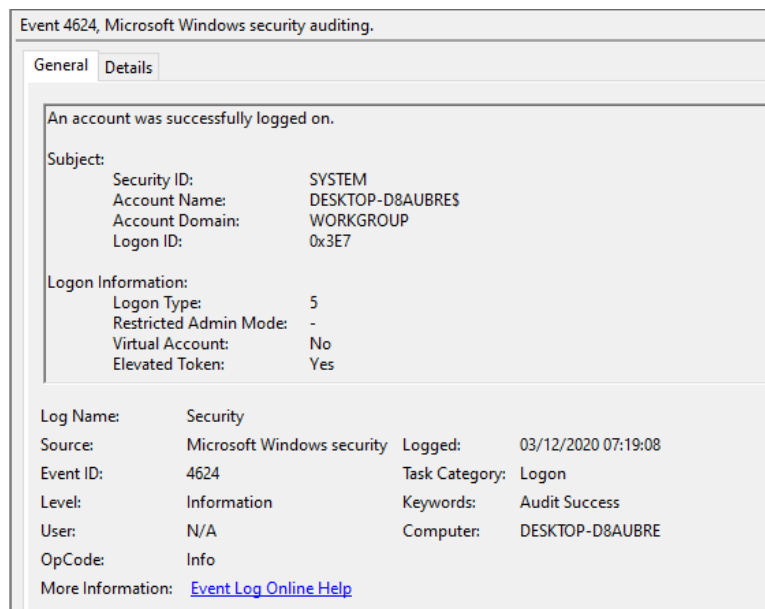 Event 4624, Microsoft Windows security auditing.
General Details
An account was successfully logged on.
Subject:
Security ID: SYSTEM
Account Name: DESKTOP-D8AUBRE$
Account Domain: WORKGROUP
Logon ID: 0x3E7
Logon Information:
Logon Type: 5
Restricted Admin Mode: -
Virtual Account: No
Elevated Token: Yes
Log Name: Security
Source: Microsoft Windows security Logged: 03/12/2020 07:19:08
Event ID: 4624 Task Category: Logon
Level: Information Keywords: Audit Success
User: N/A Computer: DESKTOP-D8AUBRE
OpCode: Info
More Information: Event Log Online Help